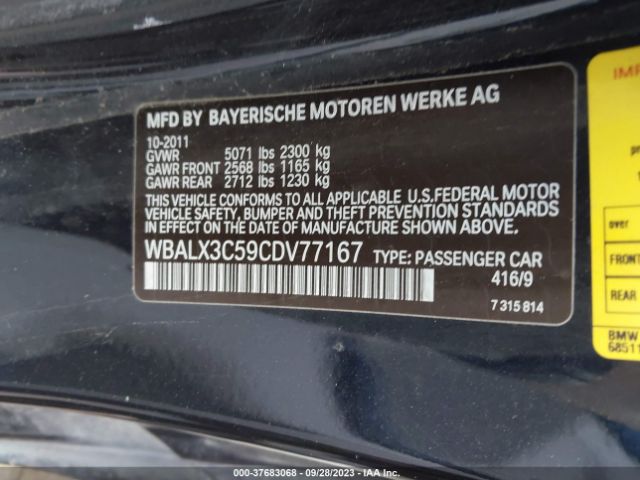 MFD BY BAYERISCHE MOTOREN WERKE AG
10-2011
GVWR 5071 lbs 2300 kg
GAWR FRONT 2568 lbs 1165 kg
GAWR REAR 2712 lbs 1230 kg
THIS VEHICLE CONFORMS TO ALL APPLICABLE U.S.FEDERAL MOTOR
VEHICLE SAFETY, BUMPER AND THEFT PREVENTION STANDARDS
IN EFFECT ON THE DATE OF MANUFACTURE SHOWN ABOVE.
WBALX3C59CDV77167 TYPE: PASSENGER CAR
416/9
7 315 814
FRONT
REAR
BMW
6851
00-37683068 - 09/28/2023 - IAA Inc.